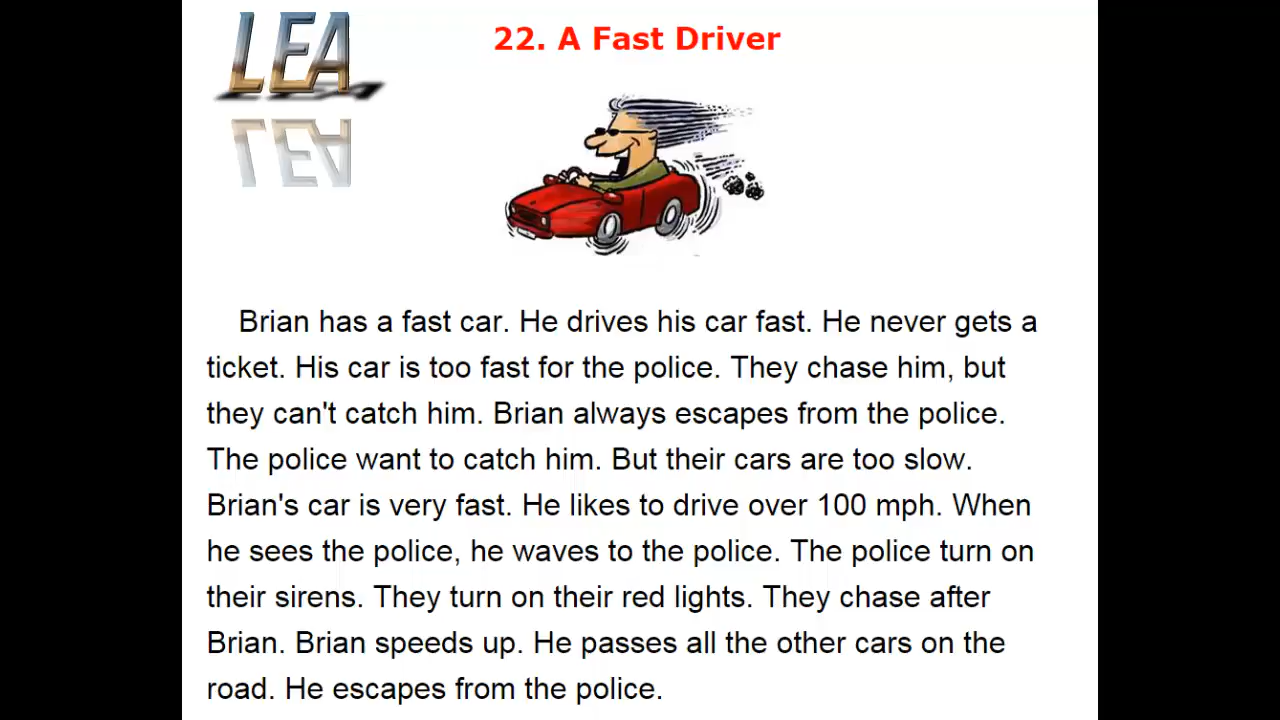 LEA
22. A Fast Driver
Brian has a fast car. He drives his car fast. He never gets a
ticket. His car is too fast for the police. They chase him, but
they can't catch him. Brian always escapes from the police.
The police want to catch him. But their cars are too slow.
Brian's car is very fast. He likes to drive over 100 mph. When
he sees the police, he waves to the police. The police turn on
their sirens. They turn on their red lights. They chase after
Brian. Brian speeds up. He passes all the other cars on the
road. He escapes from the police.